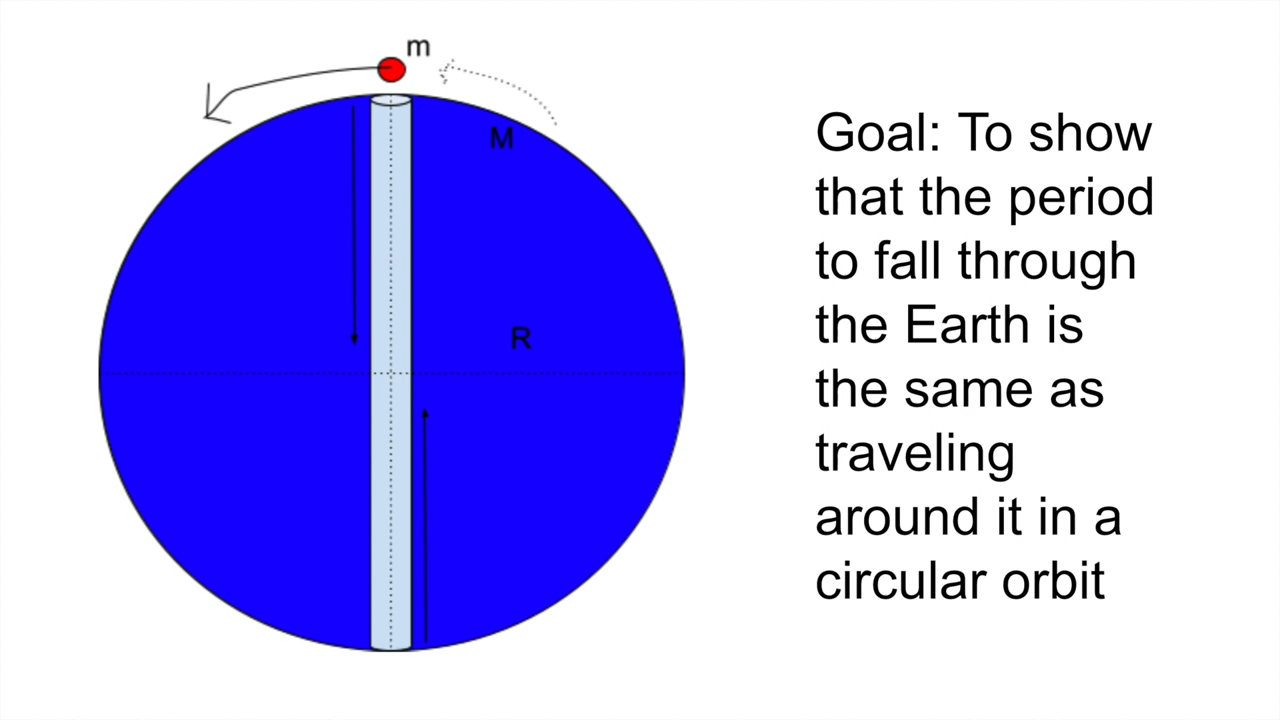 m
M
R
Goal: To show
that the period
to fall through
the Earth is
the same as
traveling
around it in a
circular orbit